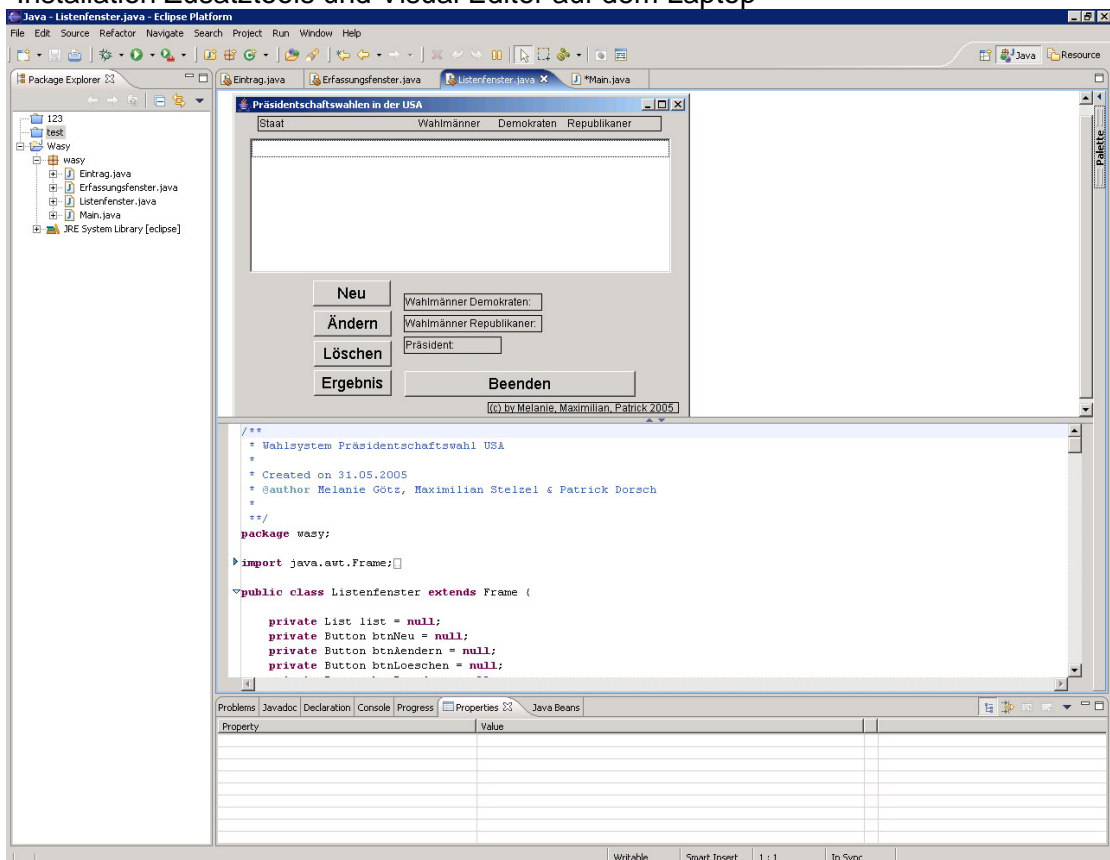 Installation Zusatztools und Visual Editor auf dem Laptop
Java - Listenfenster.java - Eclipse Platform
File Edit Source Refactor Navigate Search Project Run Window Help
Java Resource
Package Explorer
Eintrag.java Erfassungsfenster.java Listenfenster.java *Main.java
123
test
Wasy
wasy
Eintrag.java
Erfassungsfenster.java
Listenfenster.java
Main.java
JRE System Library [eclipse]
Präsidentschaftswahlen in der USA
Staat Wahlmänner Demokraten Republikaner
Neu
Ändern
Löschen
Ergebnis
Wahlmänner Demokraten:
Wahlmänner Republikaner:
Präsident:
Beenden
(c) by Melanie, Maximilian, Patrick 2005
Palette
/**
* Wahlsystem Präsidentschaftswahl USA
*
* Created on 31.05.2005
* @author Melanie Götz, Maximilian Stelzel & Patrick Dorsch
*
**/
package wasy;
import java.awt.Frame;
public class Listenfenster extends Frame {
private List list = null;
private Button btnNeu = null;
private Button btnAendern = null;
private Button btnLoeschen = null;
Problems Javadoc Declaration Console Progress Properties Java Beans
Property Value
Writable Smart Insert 1 : 1 In Sync